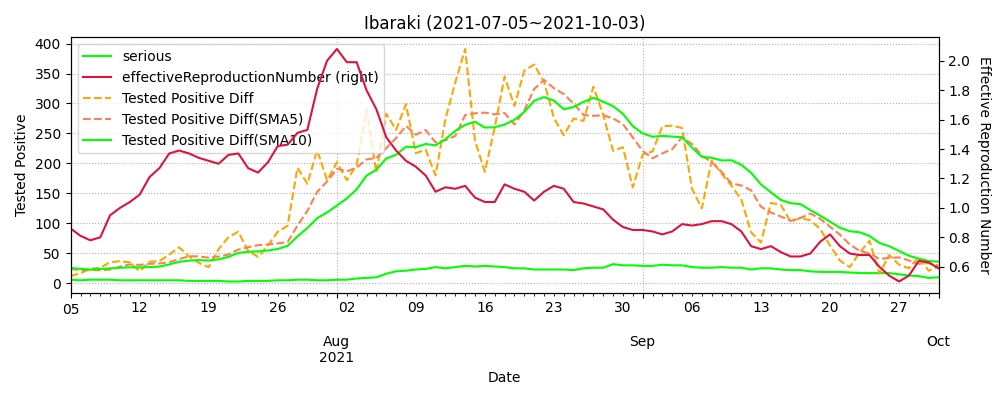 Ibaraki (2021-07-05~2021-10-03)
400
350
300
250
200
150
100
50
0
Tested Positive
serious
effectiveReproductionNumber (right)
Tested Positive Diff
Tested Positive Diff(SMA5)
Tested Positive Diff(SMA10)
2.0
1.8
1.6
1.4
1.2
1.0
0.8
0.6
Effective Reproduction Number
05 12 19 26 02 09 16 23 30 06 13 20 27
Aug Sep Oct
2021
Date